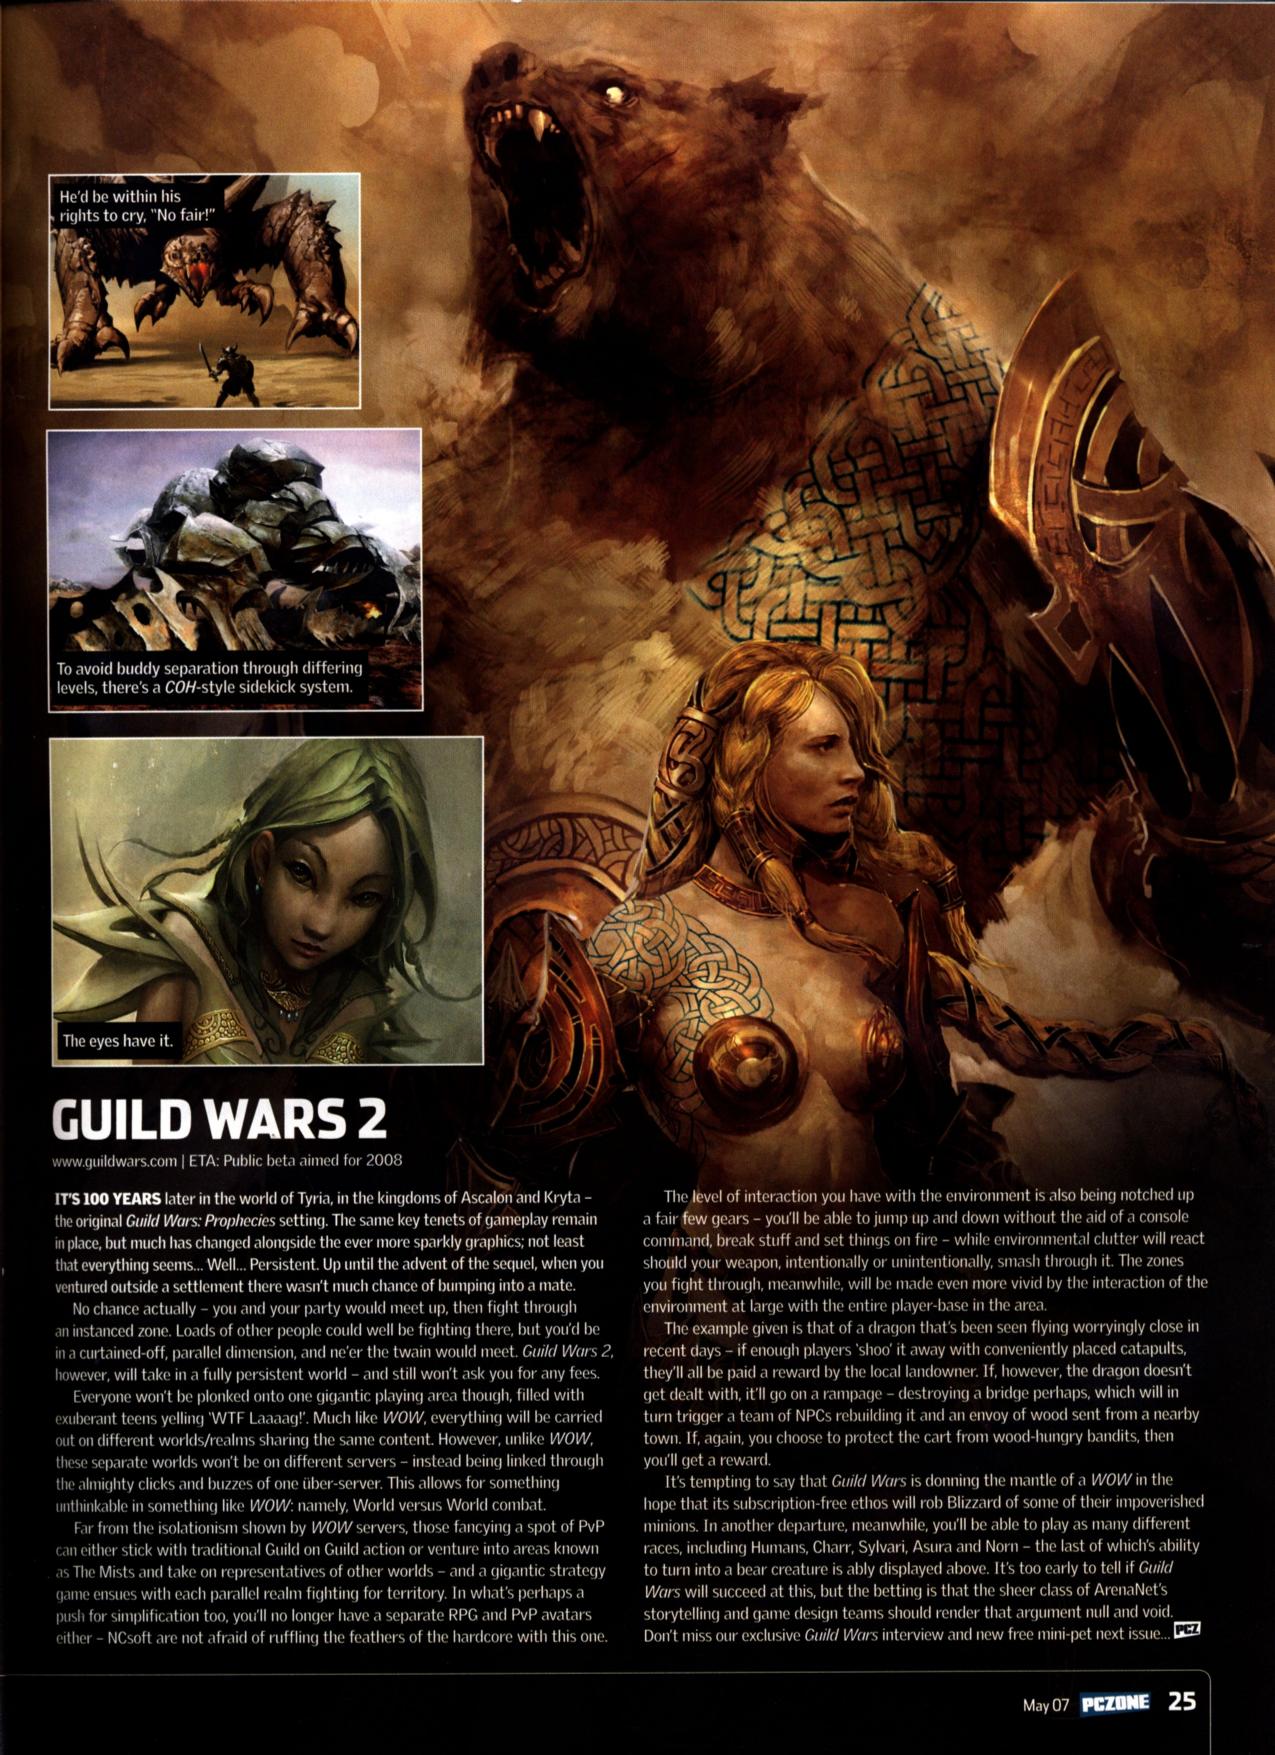 He'd be within his
rights to cry, "No fair!"
To avoid buddy separation through differing
levels, there's a COH-style sidekick system.
The eyes have it.
GUILD WARS 2
www.guildwars.com | ETA: Public beta aimed for 2008
IT'S 100 YEARS later in the world of Tyria, in the kingdoms of Ascalon and Kryta –
the original Guild Wars: Prophecies setting. The same key tenets of gameplay remain
in place, but much has changed alongside the ever more sparkly graphics; not least
that everything seems... Well... Persistent. Up until the advent of the sequel, when you
ventured outside a settlement there wasn't much chance of bumping into a mate.
No chance actually – you and your party would meet up, then fight through
an instanced zone. Loads of other people could well be fighting there, but you'd be
in a curtained-off, parallel dimension, and ne'er the twain would meet. Guild Wars 2,
however, will take in a fully persistent world – and still won't ask you for any fees.
Everyone won't be plonked onto one gigantic playing area though, filled with
exuberant teens yelling 'WTF Laaaag!'. Much like WOW, everything will be carried
out on different worlds/realms sharing the same content. However, unlike WOW,
these separate worlds won't be on different servers – instead being linked through
the almighty clicks and buzzes of one über-server. This allows for something
unthinkable in something like WOW: namely, World versus World combat.
Far from the isolationism shown by WOW servers, those fancying a spot of PvP
can either stick with traditional Guild on Guild action or venture into areas known
as The Mists and take on representatives of other worlds – and a gigantic strategy
game ensues with each parallel realm fighting for territory. In what's perhaps a
push for simplification too, you'll no longer have a separate RPG and PvP avatars
either – NCsoft are not afraid of ruffling the feathers of the hardcore with this one.
The level of interaction you have with the environment is also being notched up
a fair few gears – you'll be able to jump up and down without the aid of a console
command, break stuff and set things on fire – while environmental clutter will react
should your weapon, intentionally or unintentionally, smash through it. The zones
you fight through, meanwhile, will be made even more vivid by the interaction of the
environment at large with the entire player-base in the area.
The example given is that of a dragon that's been seen flying worryingly close in
recent days – if enough players 'shoo' it away with conveniently placed catapults,
they'll all be paid a reward by the local landowner. If, however, the dragon doesn't
get dealt with, it'll go on a rampage – destroying a bridge perhaps, which will in
turn trigger a team of NPCs rebuilding it and an envoy of wood sent from a nearby
town. If, again, you choose to protect the cart from wood-hungry bandits, then
you'll get a reward.
It's tempting to say that Guild Wars is donning the mantle of a WOW in the
hope that its subscription-free ethos will rob Blizzard of some of their impoverished
minions. In another departure, meanwhile, you'll be able to play as many different
races, including Humans, Charr, Sylvari, Asura and Norn – the last of which's ability
to turn into a bear creature is ably displayed above. It's too early to tell if Guild
Wars will succeed at this, but the betting is that the sheer class of ArenaNet's
storytelling and game design teams should render that argument null and void.
Don't miss our exclusive Guild Wars interview and new free mini-pet next issue... PCZ
May 07 PCZONE 25